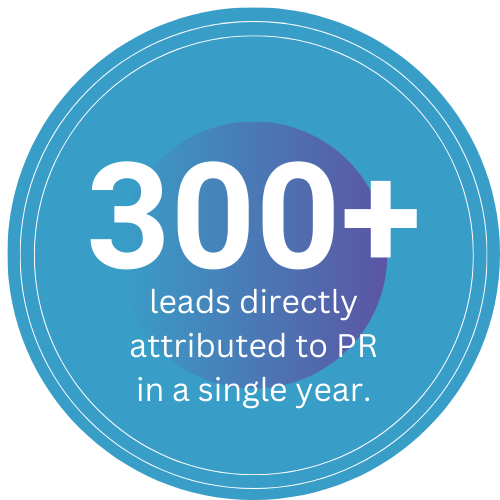 300+
leads directly
attributed to PR
in a single year.